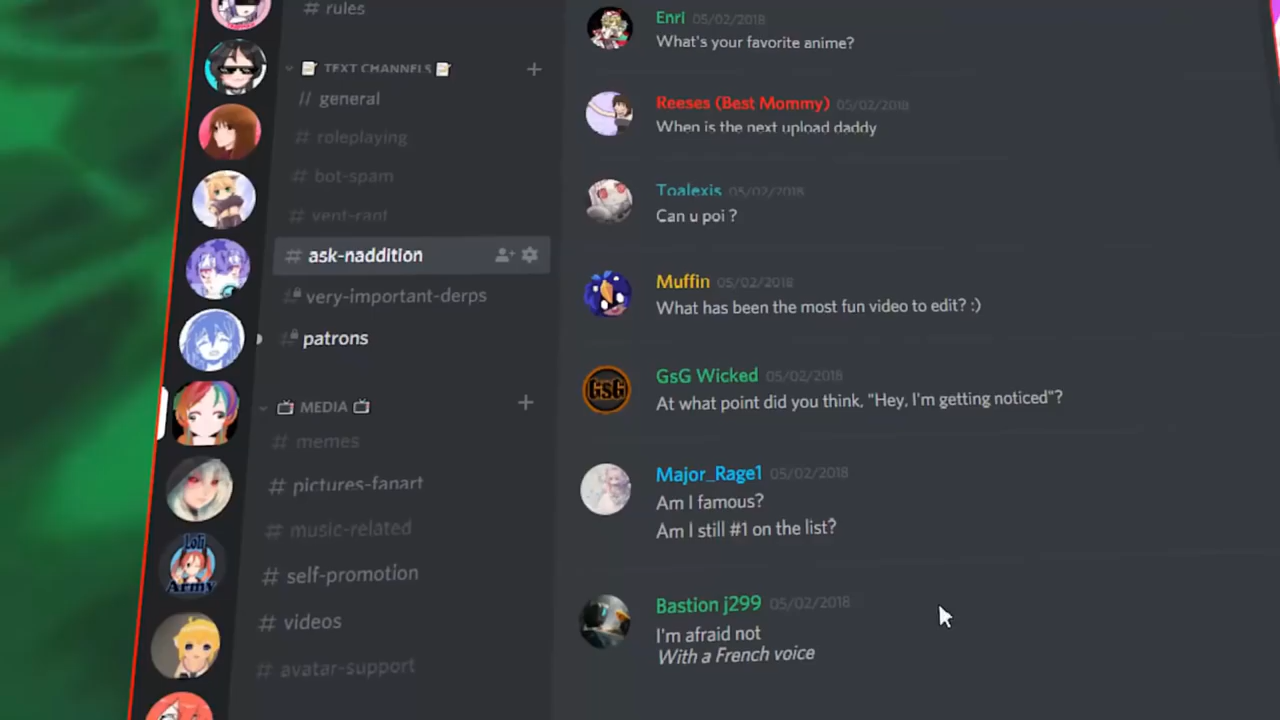 # rules
TEXT CHANNELS
// general
# roleplaying
# bot-spam
# vent-rant
# ask-naddition
# very-important-derps
# patrons
MEDIA
# memes
# pictures-fanart
# music-related
# self-promotion
# videos
# avatar-support
Loli
Army
Enri 05/02/2018
What's your favorite anime?
Reeses (Best Mommy) 05/02/2018
When is the next upload daddy
Toalexis 05/02/2018
Can u poi ?
Muffin 05/02/2018
What has been the most fun video to edit? :)
GsG
GsG Wicked 05/02/2018
At what point did you think, "Hey, I'm getting noticed"?
Major_Rage1 05/02/2018
Am I famous?
Am I still #1 on the list?
Bastion j299 05/02/2018
I'm afraid not
With a French voice